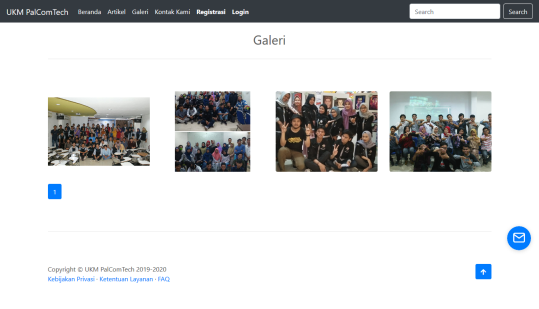 UKM PalComTech Beranda Artikel Galeri Kontak Kami Registrasi Login Search Search
Galeri
1
Copyright © UKM PalComTech 2019-2020
Kebijakan Privasi · Ketentuan Layanan · FAQ